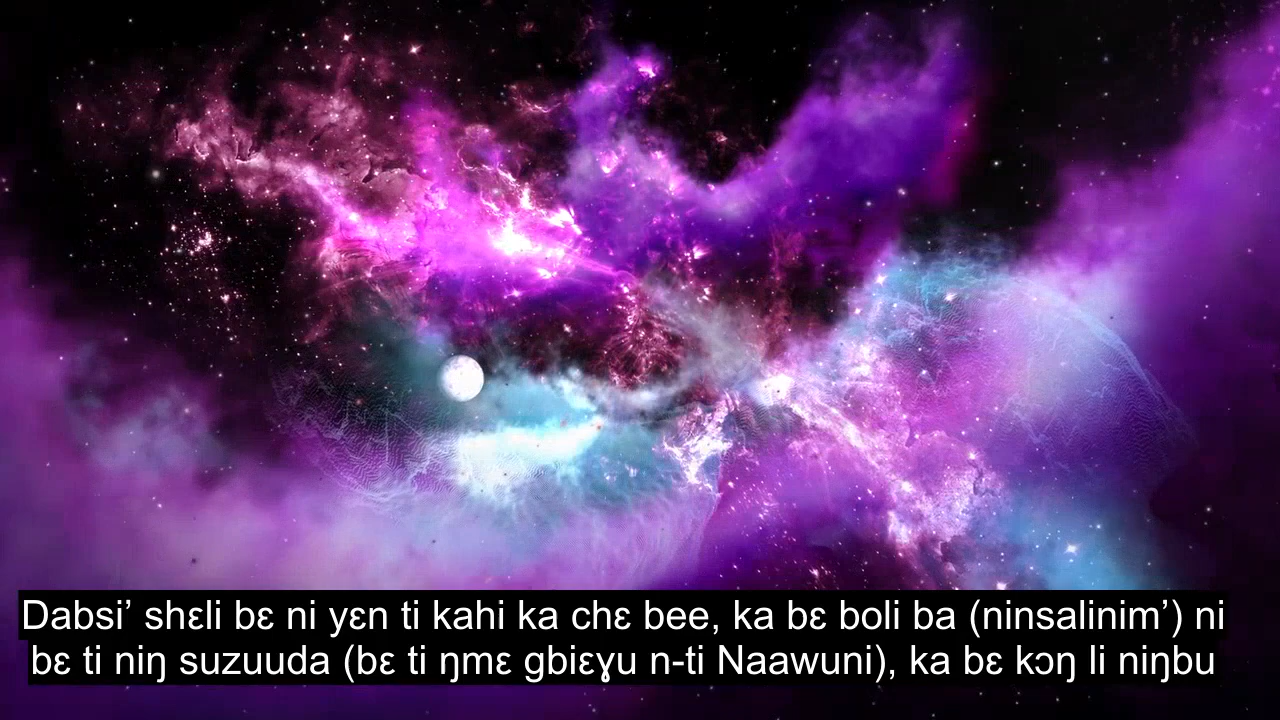 Dabsi’ shɛli bɛ ni yɛn ti kahi ka chɛ bee, ka bɛ boli ba (ninsalinim’) ni
bɛ ti niŋ suzuuda (bɛ ti ŋmɛ gbiɛɣu n-ti Naawuni), ka bɛ kɔŋ li niŋbu